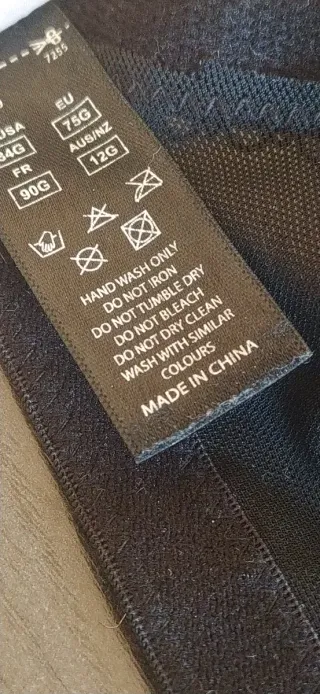 7255
USA
34G
EU
75G
FR
90G
AUS/NZ
12G
HAND WASH ONLY
DO NOT IRON
DO NOT TUMBLE DRY
DO NOT BLEACH
DO NOT DRY CLEAN
WASH WITH SIMILAR
COLOURS
MADE IN CHINA